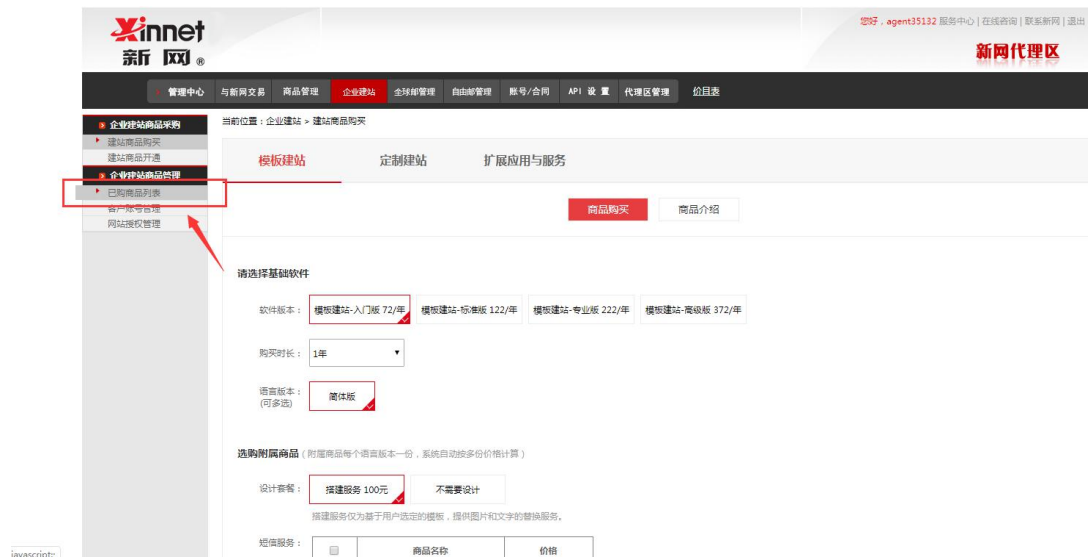 Xinnet
新网®
您好，agent35132 服务中心 | 在线咨询 | 联系新网 | 退出
新网代理区
管理中心 与新网交易 商品管理 企业建站 全球邮管理 自由邮管理 账号/合同 API 设 置 代理区管理 价目表
企业建站商品采购
建站商品购买
建站商品开通
企业建站商品管理
已购商品列表
客户账号管理
网站授权管理
当前位置：企业建站 > 建站商品购买
模板建站 定制建站 扩展应用与服务
商品购买 商品介绍
请选择基础软件
软件版本： 模板建站-入门版 72/年 模板建站-标准版 122/年 模板建站-专业版 222/年 模板建站-高级版 372/年
购买时长： 1年
语言版本： 简体版
(可多选)
选购附属商品（附属商品每个语言版本一份，系统自动按多份价格计算）
设计套餐： 搭建服务 100元 不需要设计
搭建服务仅为基于用户选定的模板，提供图片和文字的替换服务。
短信服务： 商品名称 价格
javascript: